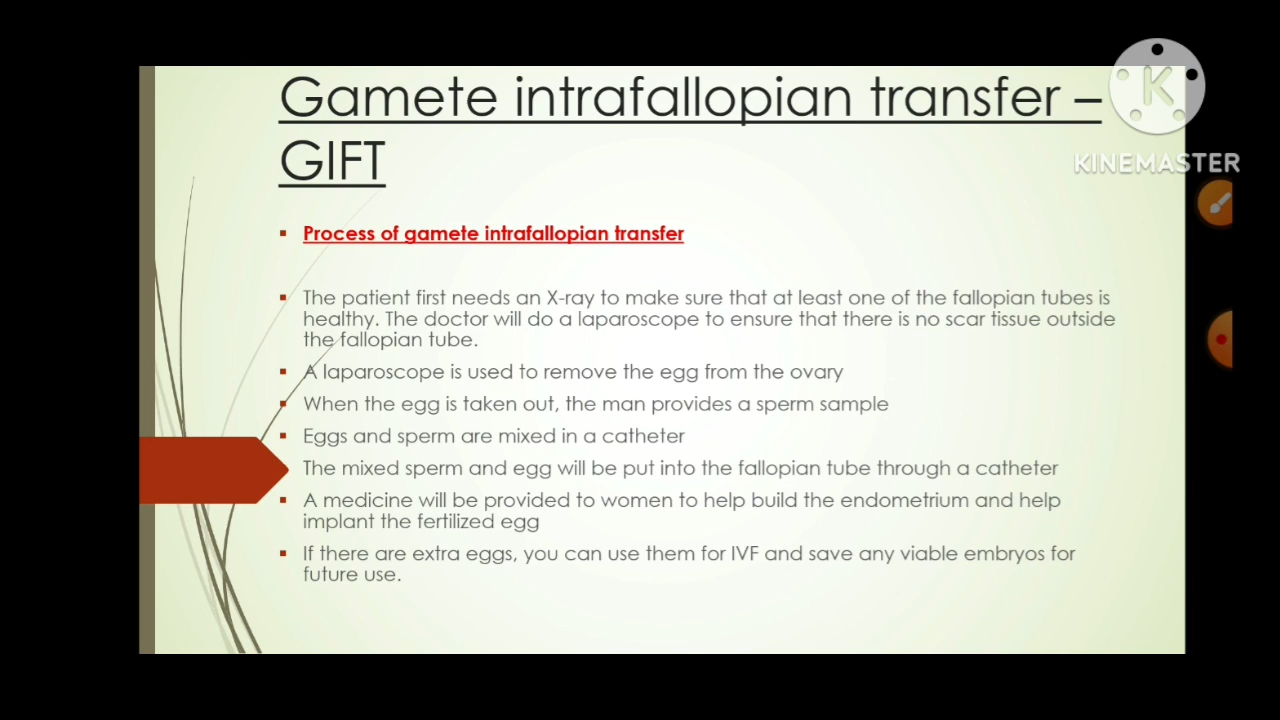 Gamete intrafallopian transfer –
GIFT
K
KINEMASTER
Process of gamete intrafallopian transfer
The patient first needs an X-ray to make sure that at least one of the fallopian tubes is
healthy. The doctor will do a laparoscope to ensure that there is no scar tissue outside
the fallopian tube.
A laparoscope is used to remove the egg from the ovary
When the egg is taken out, the man provides a sperm sample
Eggs and sperm are mixed in a catheter
The mixed sperm and egg will be put into the fallopian tube through a catheter
A medicine will be provided to women to help build the endometrium and help
implant the fertilized egg
If there are extra eggs, you can use them for IVF and save any viable embryos for
future use.